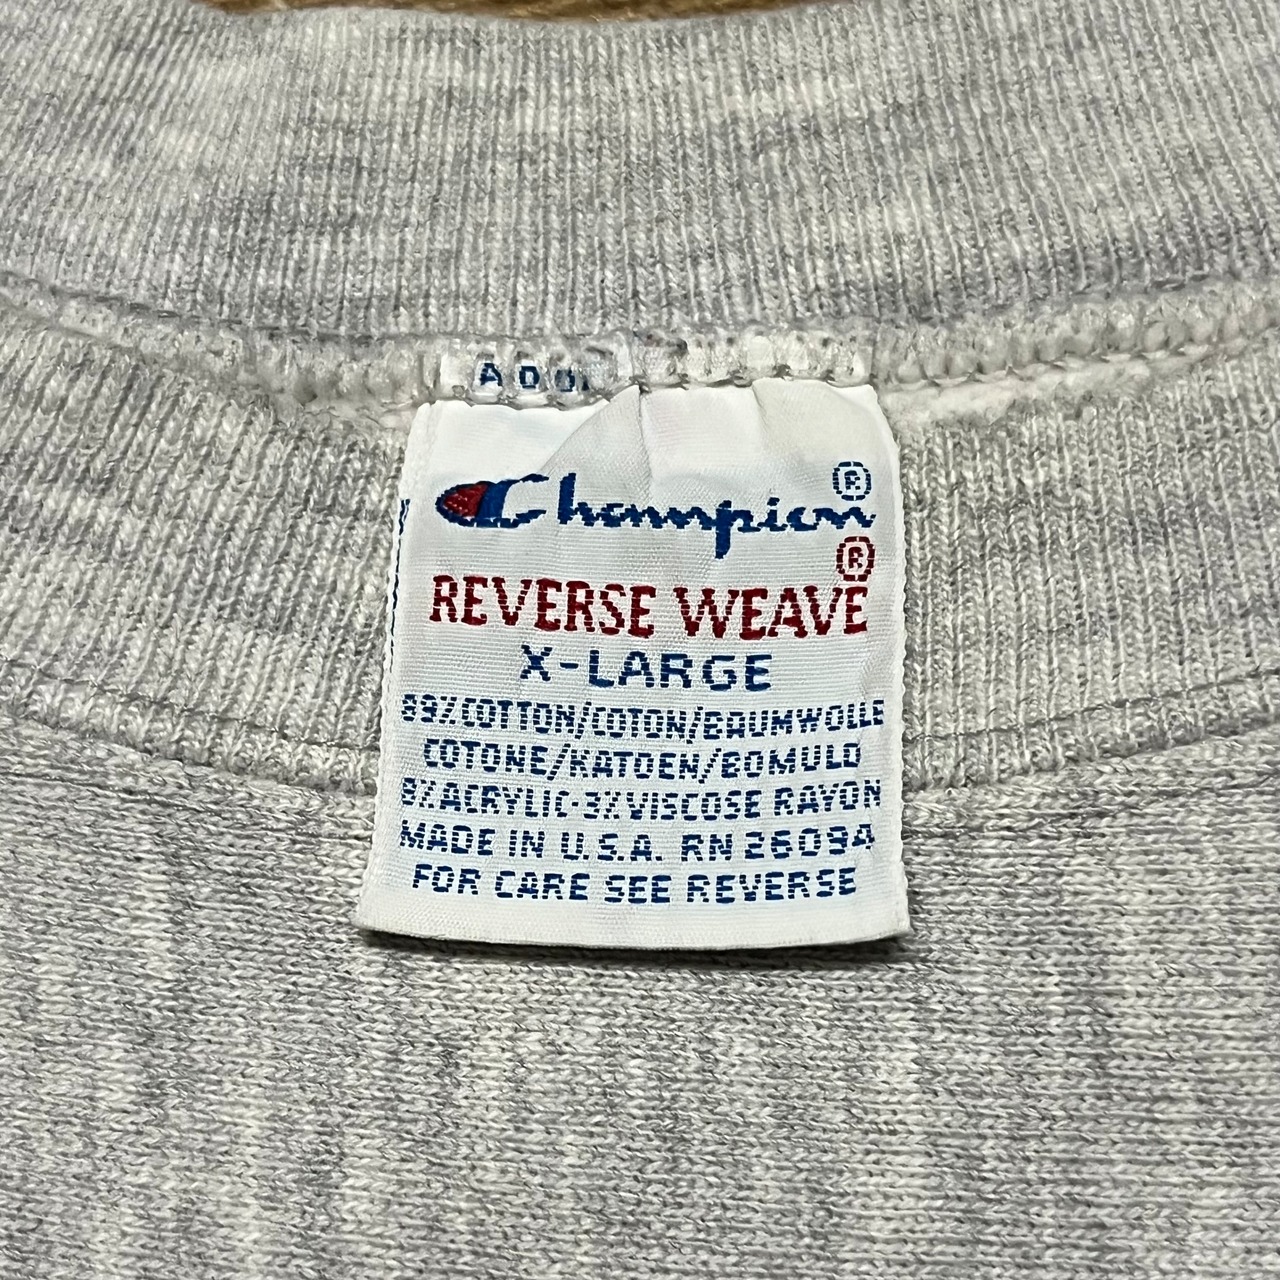 Champion®
REVERSE WEAVE®
X-LARGE
89% COTTON/COTON/BAUMWOLLE
COTONE/KATOEN/BOMULD
8% ACRYLIC-3% VISCOSE RAYON
MADE IN U.S.A. RN 26094
FOR CARE SEE REVERSE